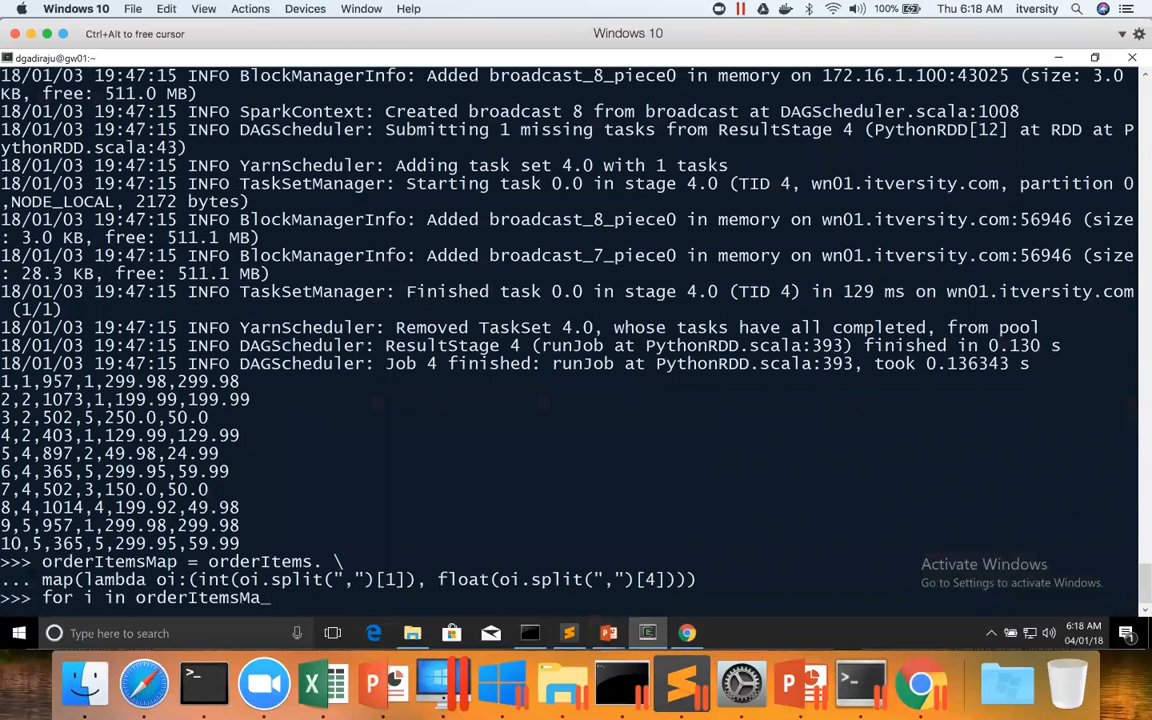 Windows 10 File Edit View Actions Devices Window Help 100% Thu 6:18 AM itversity
Ctrl+Alt to free cursor Windows 10
dgadiraju@gw01:~
18/01/03 19:47:15 INFO BlockManagerInfo: Added broadcast_8_piece0 in memory on 172.16.1.100:43025 (size: 3.0
KB, free: 511.0 MB)
18/01/03 19:47:15 INFO SparkContext: Created broadcast 8 from broadcast at DAGScheduler.scala:1008
18/01/03 19:47:15 INFO DAGScheduler: Submitting 1 missing tasks from ResultStage 4 (PythonRDD[12] at RDD at P
ythonRDD.scala:43)
18/01/03 19:47:15 INFO YarnScheduler: Adding task set 4.0 with 1 tasks
18/01/03 19:47:15 INFO TaskSetManager: Starting task 0.0 in stage 4.0 (TID 4, wn01.itversity.com, partition 0
,NODE_LOCAL, 2172 bytes)
18/01/03 19:47:15 INFO BlockManagerInfo: Added broadcast_8_piece0 in memory on wn01.itversity.com:56946 (size
: 3.0 KB, free: 511.1 MB)
18/01/03 19:47:15 INFO BlockManagerInfo: Added broadcast_7_piece0 in memory on wn01.itversity.com:56946 (size
: 28.3 KB, free: 511.1 MB)
18/01/03 19:47:15 INFO TaskSetManager: Finished task 0.0 in stage 4.0 (TID 4) in 129 ms on wn01.itversity.com
(1/1)
18/01/03 19:47:15 INFO YarnScheduler: Removed TaskSet 4.0, whose tasks have all completed, from pool
18/01/03 19:47:15 INFO DAGScheduler: ResultStage 4 (runJob at PythonRDD.scala:393) finished in 0.130 s
18/01/03 19:47:15 INFO DAGScheduler: Job 4 finished: runJob at PythonRDD.scala:393, took 0.136343 s
1,1,957,1,299.98,299.98
2,2,1073,1,199.99,199.99
3,2,502,5,250.0,50.0
4,2,403,1,129.99,129.99
5,4,897,2,49.98,24.99
6,4,365,5,299.95,59.99
7,4,502,3,150.0,50.0
8,4,1014,4,199.92,49.98
9,5,957,1,299.98,299.98
10,5,365,5,299.95,59.99
>>> orderItemsMap = orderItems. \
... map(lambda oi:(int(oi.split(",")[1]), float(oi.split(",")[4])))
>>> for i in orderItemsMa_
Activate Windows
Go to Settings to activate Windows.
Type here to search
6:18 AM
04/01/18